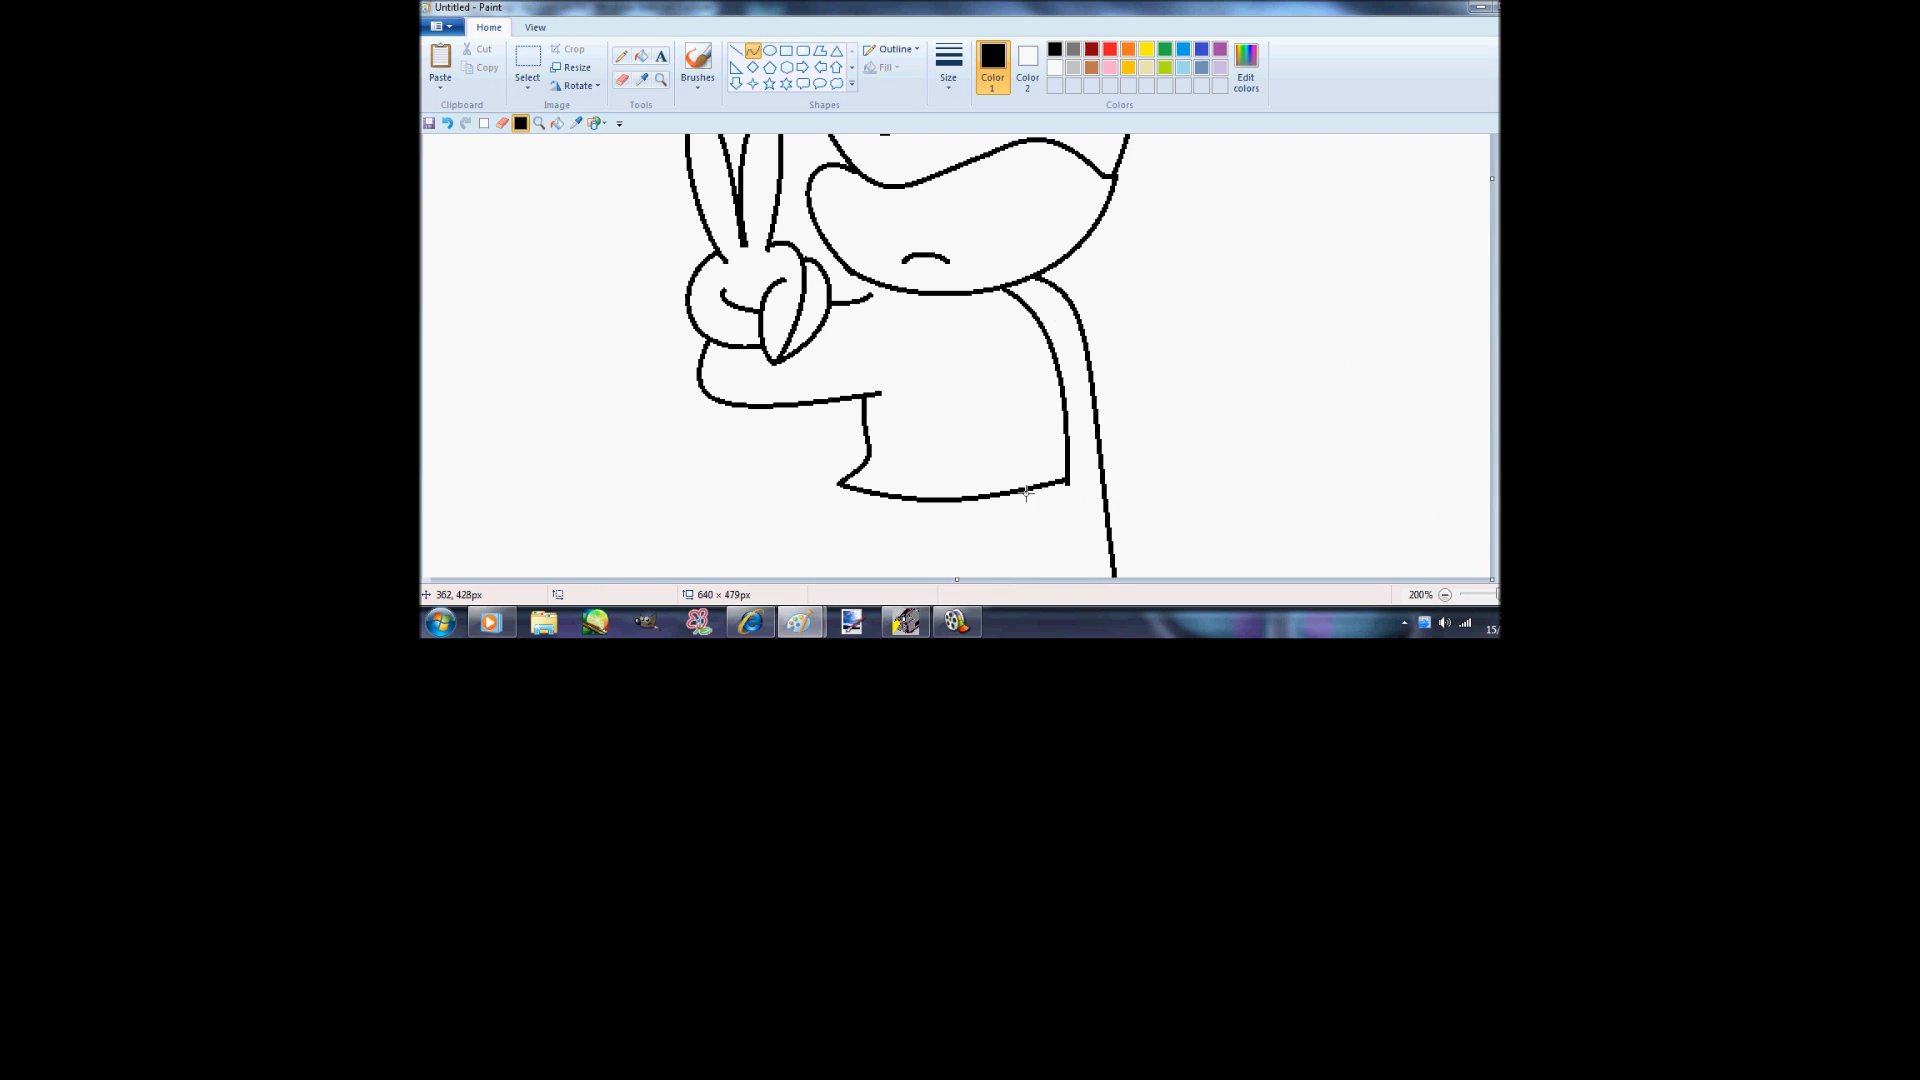 Untitled - Paint
Home View
Paste
Cut
Copy
Clipboard
Select
Crop
Resize
Rotate
Image
A
Tools
Brushes
Shapes
Outline
Fill
Size
Color
1
Color
2
Edit
colors
Colors
362, 428px
640 × 479px
200%
15/